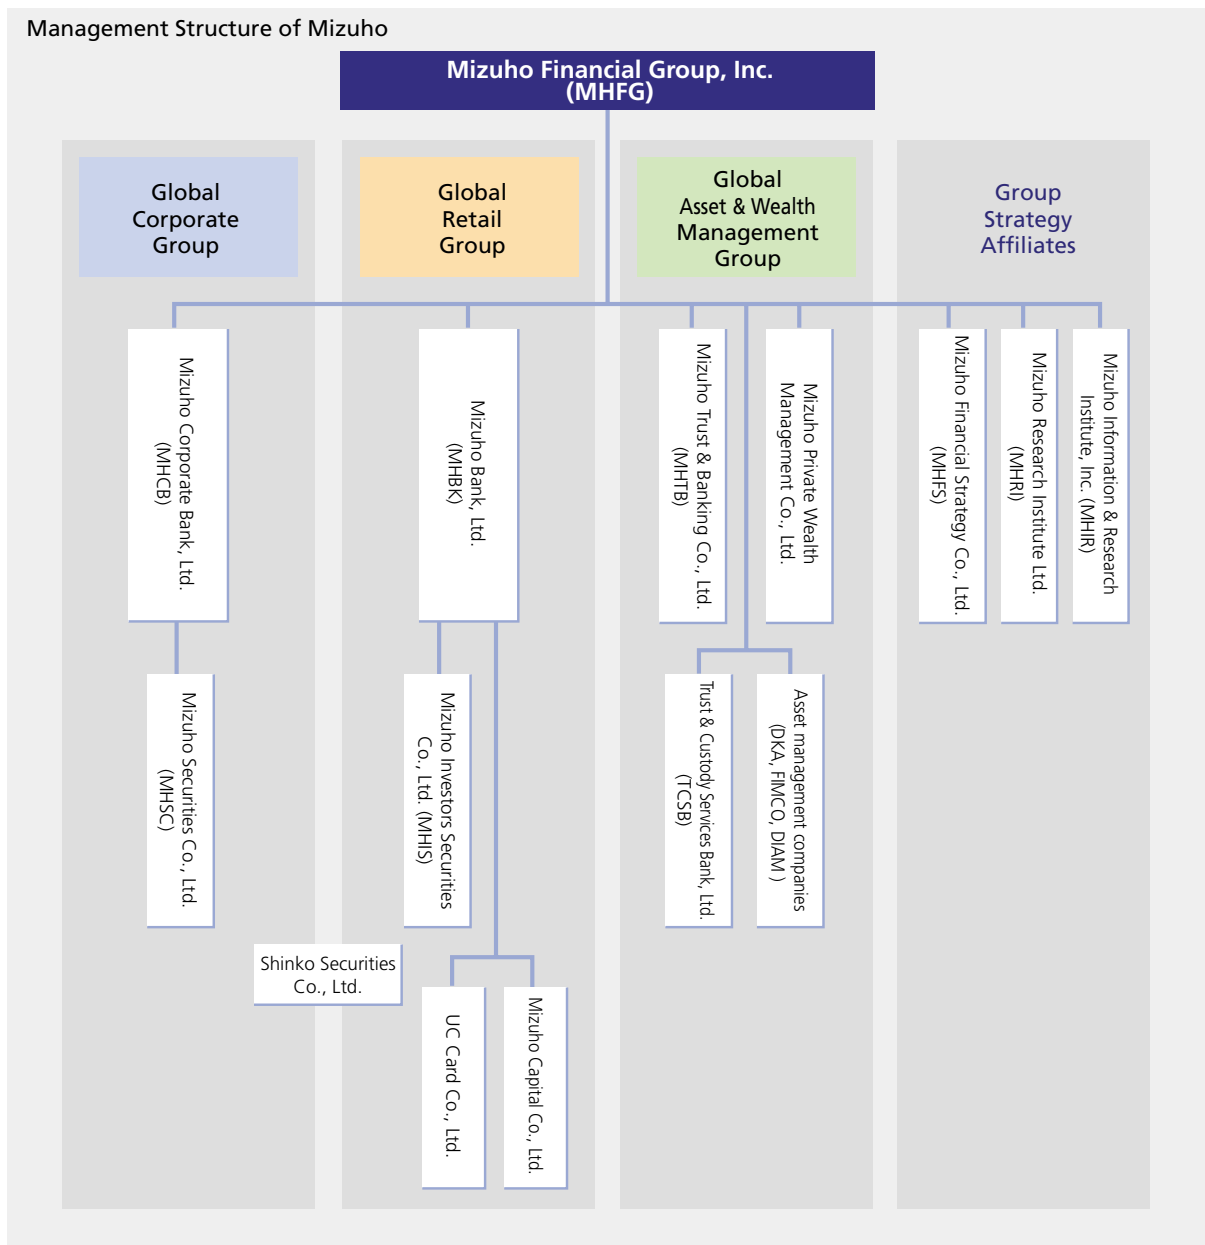 Management Structure of Mizuho
Mizuho Financial Group, Inc.
(MHFG)
Global
Corporate
Group
Global
Retail
Group
Global
Asset & Wealth
Management
Group
Group
Strategy
Affiliates
Mizuho Corporate Bank, Ltd.
(MHCB)
Mizuho Bank, Ltd.
(MHBK)
Mizuho Trust & Banking Co., Ltd.
(MHTB)
Mizuho Private Wealth
Management Co., Ltd.
Mizuho Financial Strategy Co., Ltd.
(MHFS)
Mizuho Research Institute Ltd.
(MHRI)
Mizuho Information & Research
Institute, Inc. (MHIR)
Mizuho Securities Co., Ltd.
(MHSC)
Mizuho Investors Securities
Co., Ltd. (MHIS)
Trust & Custody Services Bank, Ltd.
(TCSB)
Asset management companies
(DKA, FIMCO, DIAM )
Shinko Securities
Co., Ltd.
UC Card Co., Ltd.
Mizuho Capital Co., Ltd.